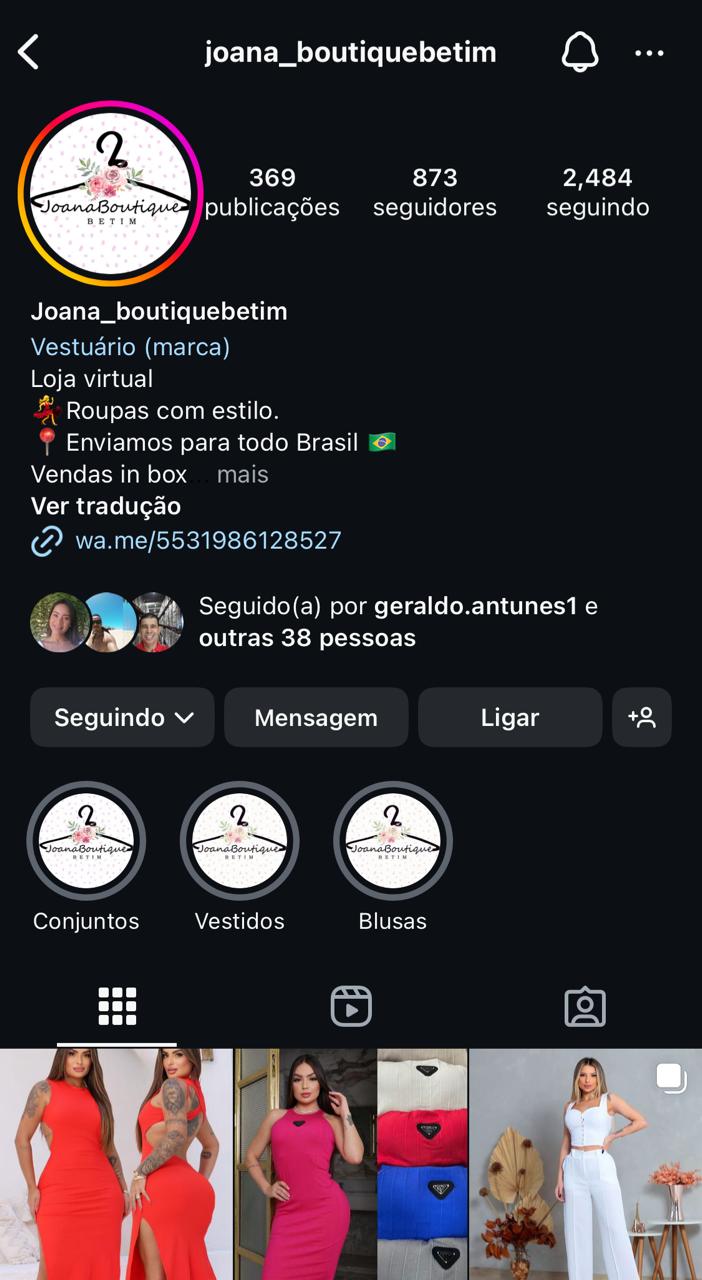 joana_boutiquebetim
JoanaBoutique
BETIM
369
publicações
873
seguidores
2,484
seguindo
Joana_boutiquebetim
Vestuário (marca)
Loja virtual
💃Roupas com estilo.
📍Enviamos para todo Brasil 🇧🇷
Vendas in box... mais
Ver tradução
wa.me/5531986128527
Seguido(a) por geraldo.antunes1 e
outras 38 pessoas
Seguindo
Mensagem
Ligar
JoanaBoutique
BETIM
JoanaBoutique
BETIM
JoanaBoutique
BETIM
Conjuntos
Vestidos
Blusas